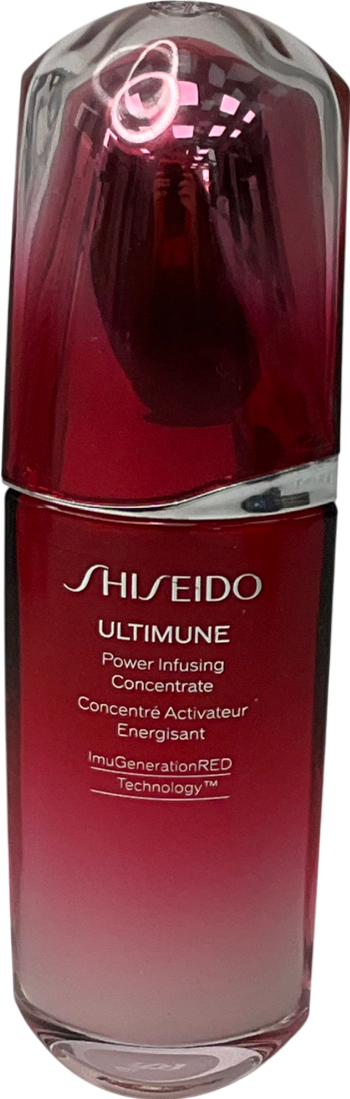 SHISEIDO
ULTIMUNE
Power Infusing
Concentrate
Concentré Activateur
Energisant
ImuGenerationRED
Technology™